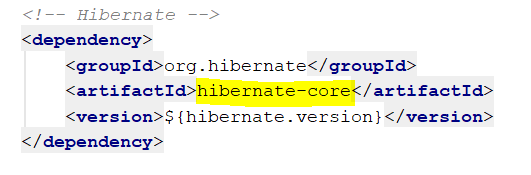 <!-- Hibernate -->
<dependency>
<groupId>org.hibernate</groupId>
<artifactId>hibernate-core</artifactId>
<version>${hibernate.version}</version>
</dependency>